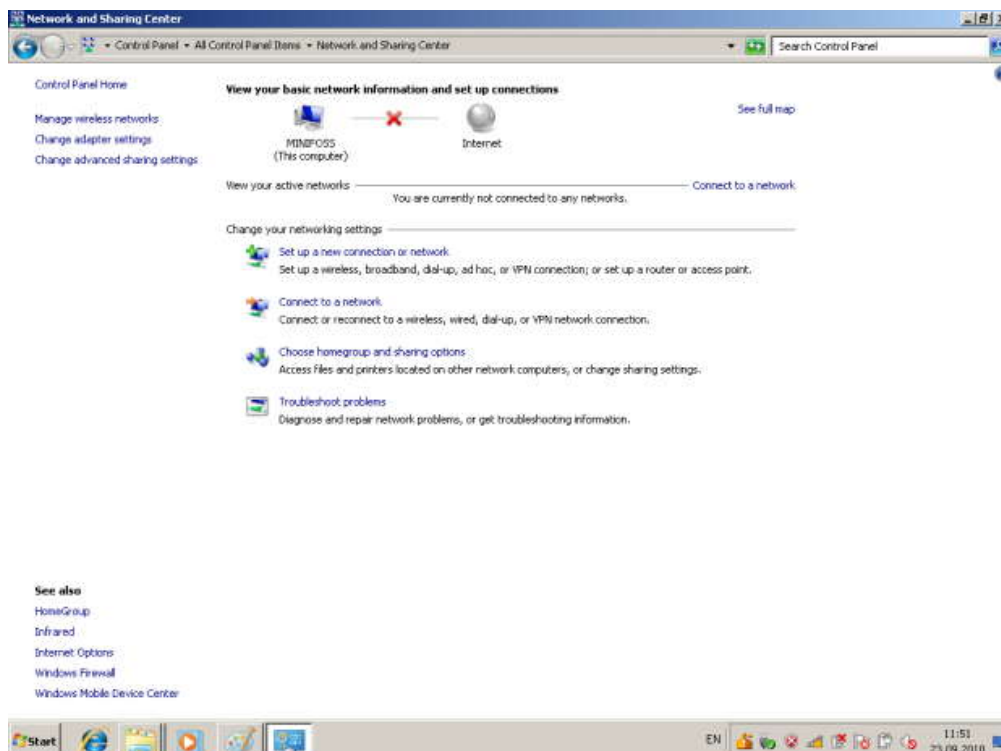 Network and Sharing Center
Control Panel All Control Panel Items Network and Sharing Center
Search Control Panel
Control Panel Home
Manage wireless networks
Change adapter settings
Change advanced sharing settings
View your basic network information and set up connections
See full map
MINIFOSS
(This computer)
Internet
View your active networks
Connect to a network
You are currently not connected to any networks.
Change your networking settings
Set up a new connection or network
Set up a wireless, broadband, dial-up, ad hoc, or VPN connection; or set up a router or access point.
Connect to a network
Connect or reconnect to a wireless, wired, dial-up, or VPN network connection.
Choose homegroup and sharing options
Access files and printers located on other network computers, or change sharing settings.
Troubleshoot problems
Diagnose and repair network problems, or get troubleshooting information.
See also
HomeGroup
Infrared
Internet Options
Windows Firewall
Windows Mobile Device Center
Start
EN
11:51